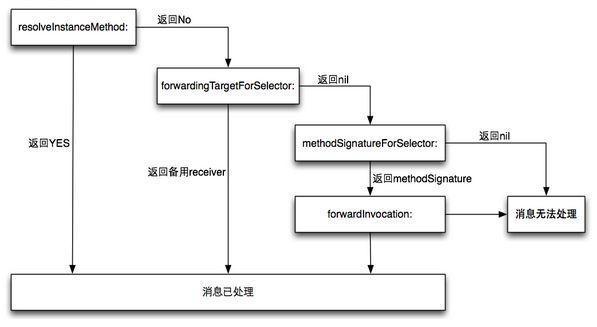 resolveInstanceMethod:
返回No
forwardingTargetForSelector:
返回nil
methodSignatureForSelector:
返回nil
返回YES
返回备用receiver
返回methodSignature
forwardInvocation:
消息无法处理
消息已处理